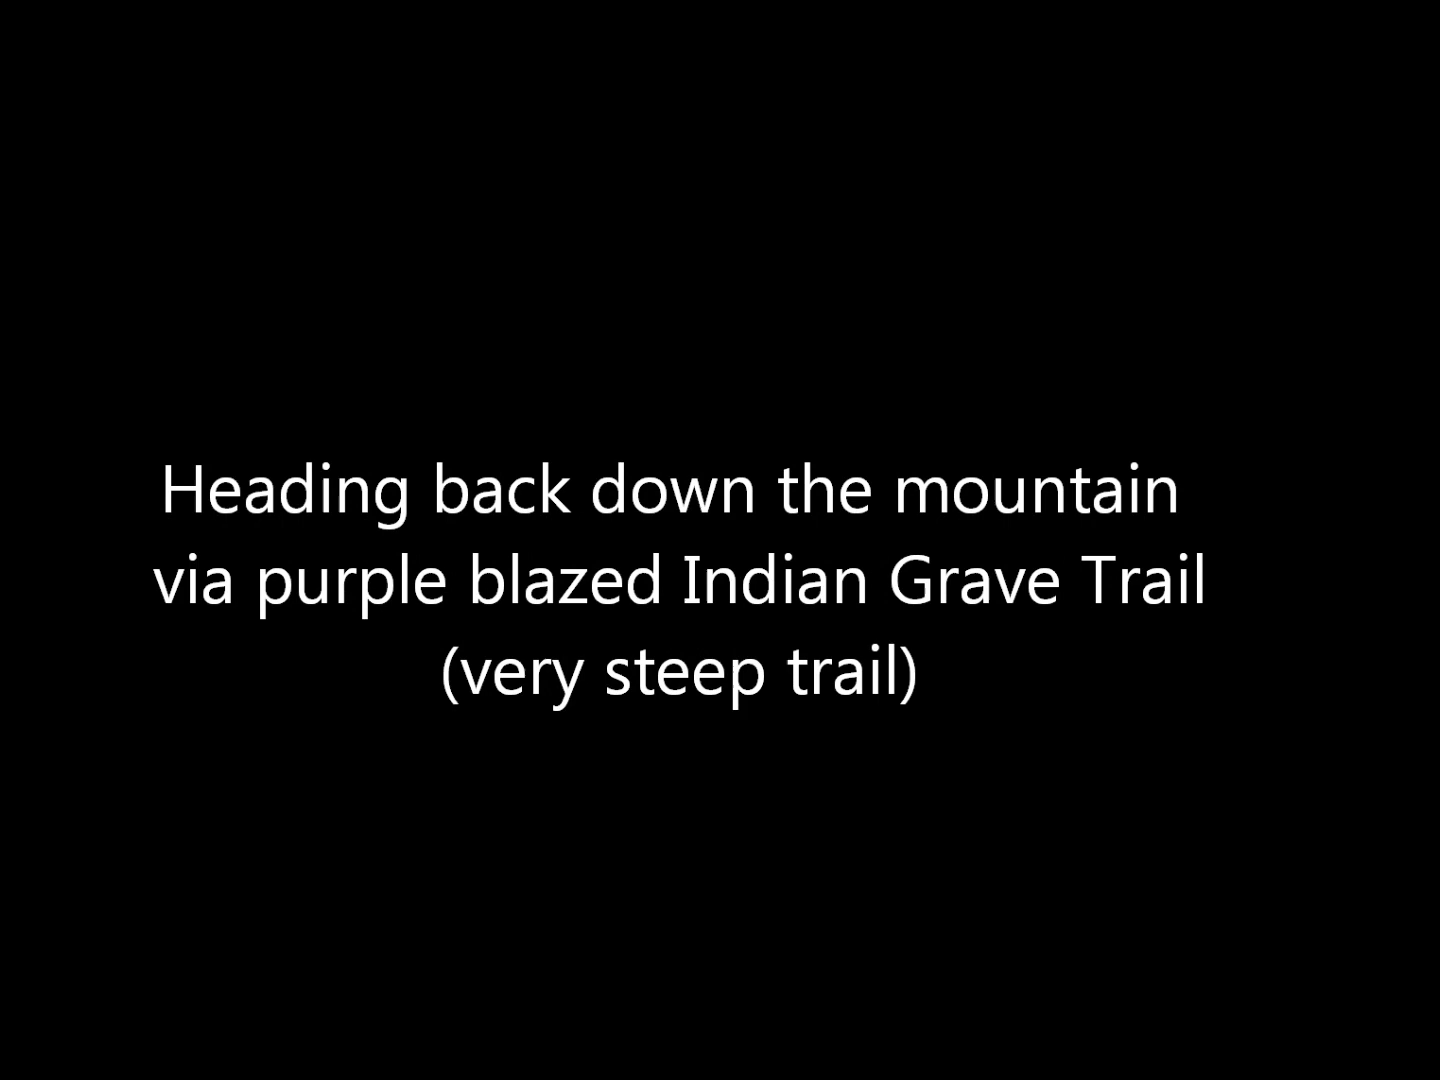 Heading back down the mountain
via purple blazed Indian Grave Trail
(very steep trail)